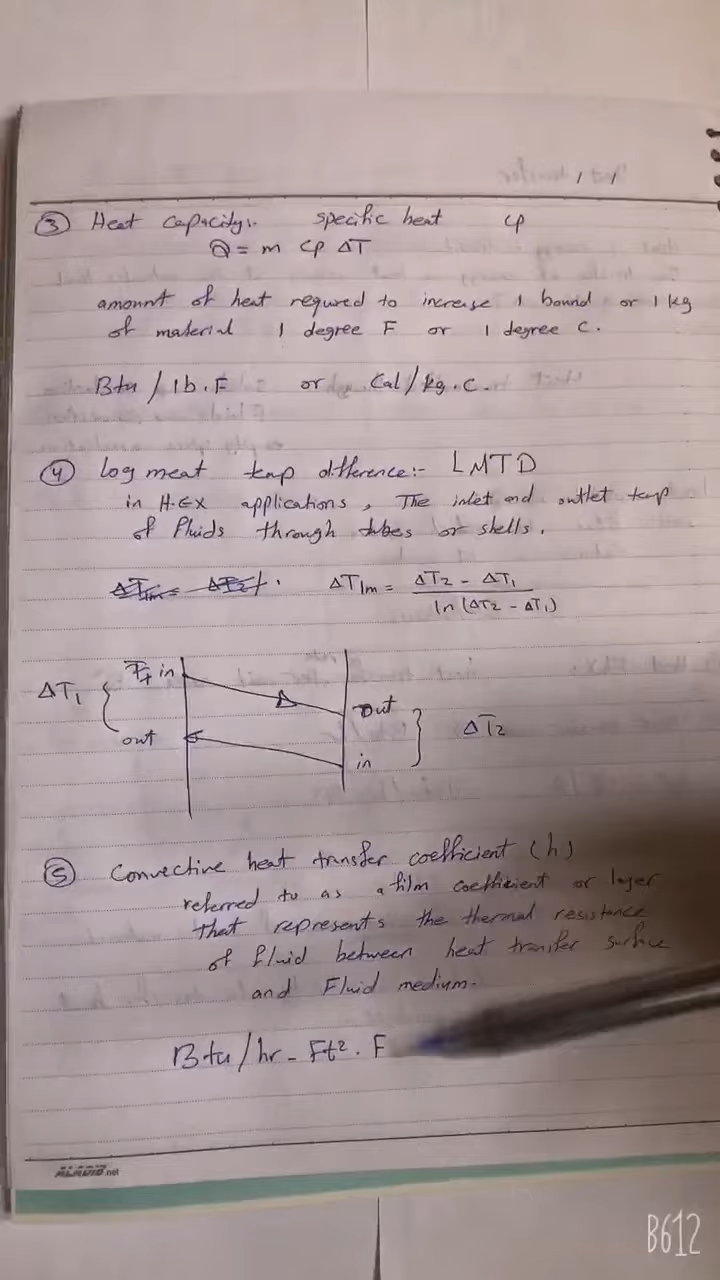 ③ Heat capacity:. specific heat cp
Q = m cp ΔT
amount of heat requred to increase 1 bound or 1 kg
of material 1 degree F or 1 degree C.
Btu / lb. F or Cal/kg.C.
④ log meat temp difference:- LMTD
in H.EX applications, The inlet and outlet temp
of fluids through tubes or shells.
ΔTlm = (ΔT2 - ΔT1) / ln (ΔT2 - ΔT1)
in
ΔT1
out
out
ΔT2
in
⑤ Convective heat transfer coefficient (h)
referred to as a film coefficient or layer
that represents the thermal resistance
of fluid between heat transfer surface
and Fluid medium.
Btu/hr - Ft². F
B612